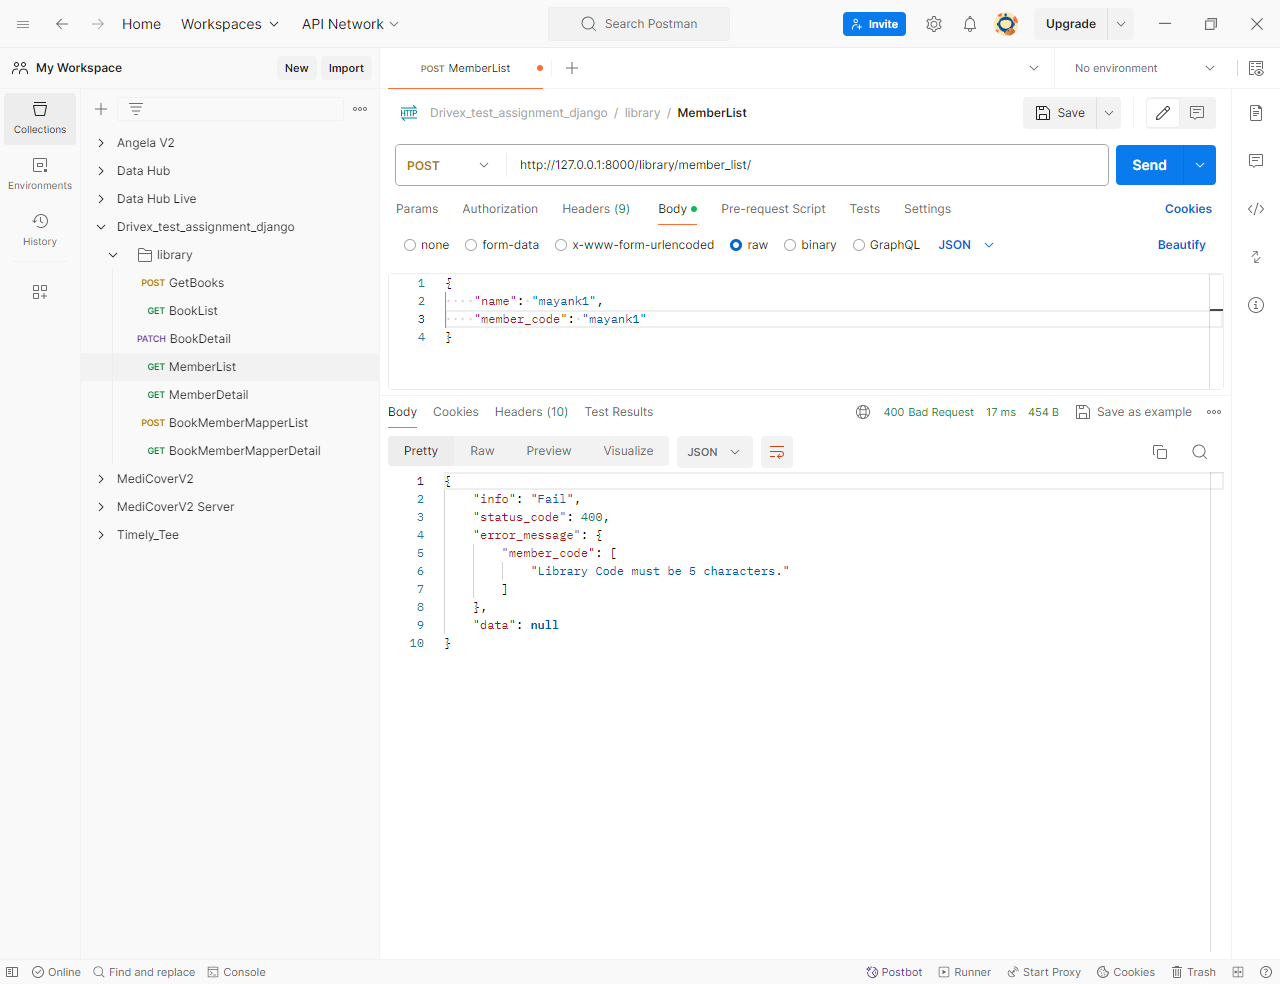 Home
Workspaces
API Network
Search Postman
Invite
Upgrade
My Workspace
New
Import
POST MemberList
No environment
Collections
Environments
History
Angela V2
Data Hub
Data Hub Live
Drivex_test_assignment_django
library
POST GetBooks
GET BookList
PATCH BookDetail
GET MemberList
GET MemberDetail
POST BookMemberMapperList
GET BookMemberMapperDetail
MediCoverV2
MediCoverV2 Server
Timely_Tee
HTTP Drivex_test_assignment_django / library / MemberList
Save
POST http://127.0.0.1:8000/library/member_list/
Send
Params Authorization Headers (9) Body Pre-request Script Tests Settings Cookies
none form-data x-www-form-urlencoded raw binary GraphQL JSON Beautify
1 {
2 "name": "mayank1",
3 "member_code": "mayank1"
4 }
Body Cookies Headers (10) Test Results 400 Bad Request 17 ms 454 B Save as example
Pretty Raw Preview Visualize JSON
1 {
2 "info": "Fail",
3 "status_code": 400,
4 "error_message": {
5 "member_code": [
6 "Library Code must be 5 characters."
7 ]
8 },
9 "data": null
10 }
Online Find and replace Console Postbot Runner Start Proxy Cookies Trash